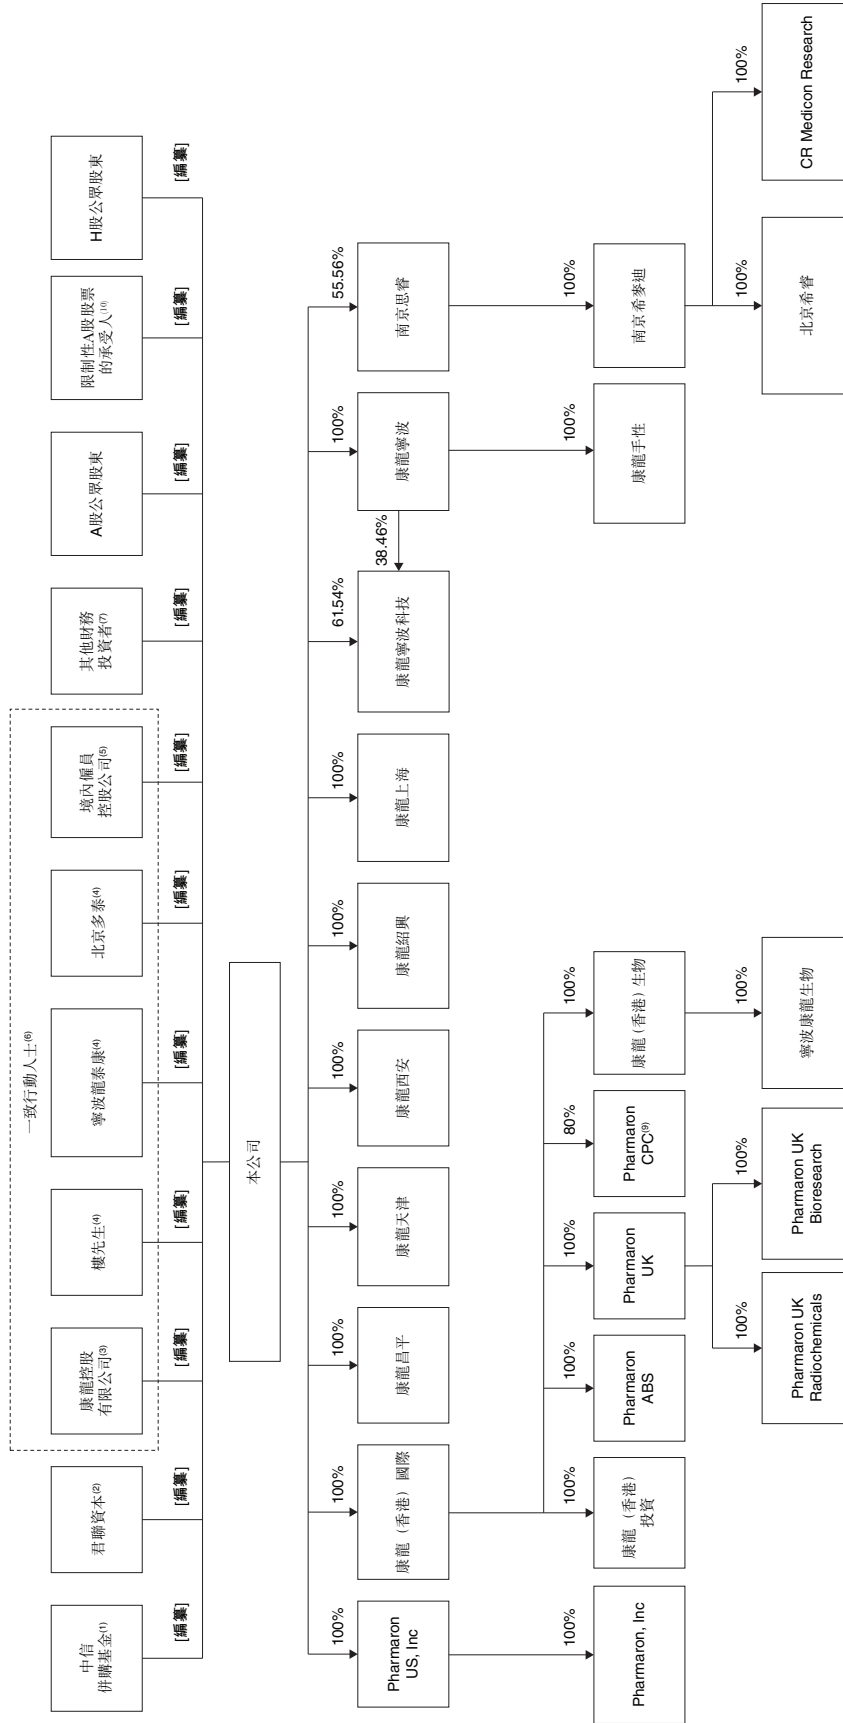 一致行動人士(6)
中信
併購基金(1)
君聯資本(2)
康龍控股
有限公司(3)
樓先生(4)
寧波龍泰康(4)
北京多泰(4)
境內僱員
控股公司(5)
其他財務
投資者(7)
A股公眾股東
限制性A股股票
的承受人(10)
H股公眾股東
[編纂]
[編纂]
[編纂]
[編纂]
[編纂]
[編纂]
[編纂]
[編纂]
[編纂]
[編纂]
[編纂]
本公司
100%
100%
100%
100%
100%
100%
100%
61.54%
100%
55.56%
Pharmaron
US, Inc
康龍（香港）國際
康龍昌平
康龍天津
康龍西安
康龍紹興
康龍上海
康龍寧波科技
38.46%
康龍寧波
南京思睿
100%
100%
100%
100%
80%
100%
100%
100%
Pharmaron, Inc
康龍（香港）
投資
Pharmaron
ABS
Pharmaron
UK
Pharmaron
CPC(9)
康龍（香港）生物
康龍手性
南京希麥迪
100%
100%
100%
100%
100%
Pharmaron UK
Radiochemicals
Pharmaron UK
Bioresearch
寧波康龍生物
北京希睿
CR Medicon Research